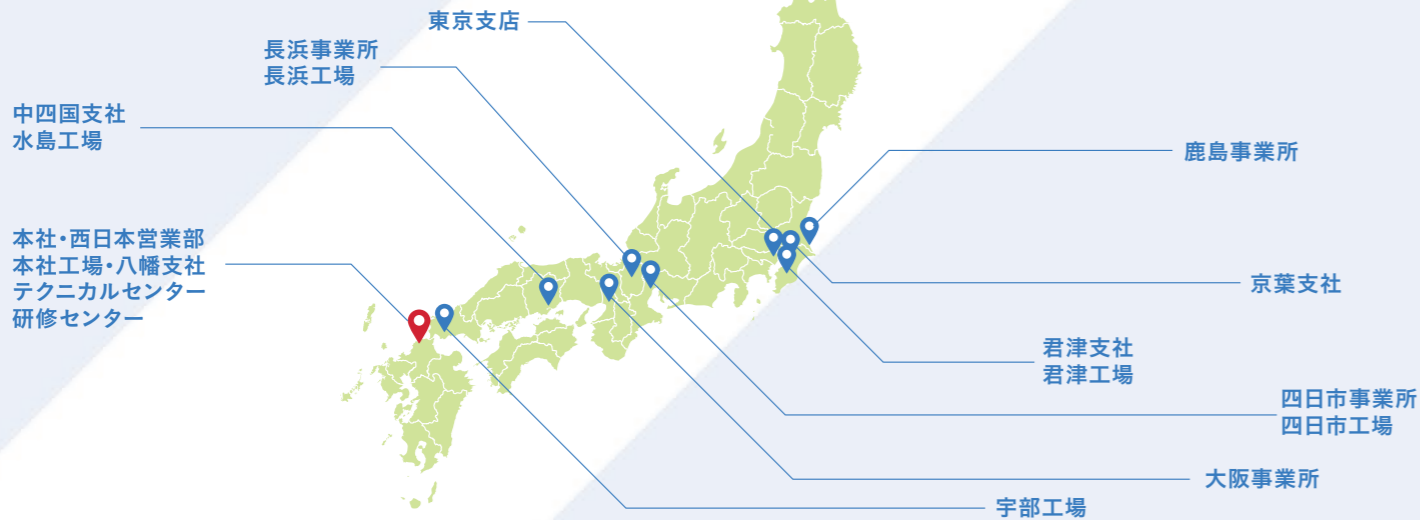 東京支店
長浜事業所
長浜工場
中四国支社
水島工場
本社・西日本営業部
本社工場・八幡支社
テクニカルセンター
研修センター
鹿島事業所
京葉支社
君津支社
君津工場
四日市事業所
四日市工場
大阪事業所
宇部工場